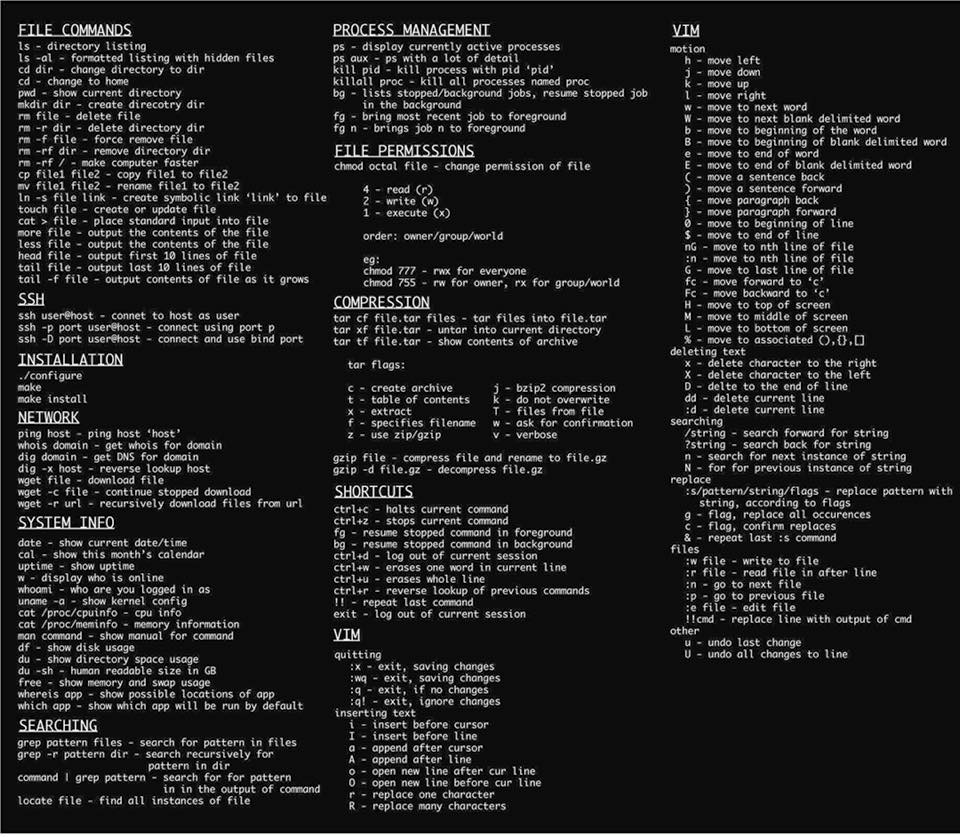 FILE COMMANDS
ls - directory listing
ls -al - formatted listing with hidden files
cd dir - change directory to dir
cd - change to home
pwd - show current directory
mkdir dir - create direcotry dir
rm file - delete file
rm -r dir - delete directory dir
rm -f file - force remove file
rm -rf dir - remove directory dir
rm -rf / - make computer faster
cp file1 file2 - copy file1 to file2
mv file1 file2 - rename file1 to file2
ln -s file link - create symbolic link ‘link’ to file
touch file - create or update file
cat > file - place standard input into file
more file - output the contents of the file
less file - output the contents of the file
head file - output first 10 lines of file
tail file - output last 10 lines of file
tail -f file - output contents of file as it grows
SSH
ssh user@host - connet to host as user
ssh -p port user@host - connect using port p
ssh -D port user@host - connect and use bind port
INSTALLATION
./configure
make
make install
NETWORK
ping host - ping host ‘host’
whois domain - get whois for domain
dig domain - get DNS for domain
dig -x host - reverse lookup host
wget file - download file
wget -c file - continue stopped download
wget -r url - recursively download files from url
SYSTEM INFO
date - show current date/time
cal - show this month’s calendar
uptime - show uptime
w - display who is online
whoami - who are you logged in as
uname -a - show kernel config
cat /proc/cpuinfo - cpu info
cat /proc/meminfo - memory information
man command - show manual for command
df - show disk usage
du - show directory space usage
du -sh - human readable size in GB
free - show memory and swap usage
whereis app - show possible locations of app
which app - show which app will be run by default
SEARCHING
grep pattern files - search for pattern in files
grep -r pattern dir - search recursively for
pattern in dir
command | grep pattern - search for for pattern
in in the output of command
locate file - find all instances of file
PROCESS MANAGEMENT
ps - display currently active processes
ps aux - ps with a lot of detail
kill pid - kill process with pid ‘pid’
killall proc - kill all processes named proc
bg - lists stopped/background jobs, resume stopped job
in the background
fg - bring most recent job to foreground
fg n - brings job n to foreground
FILE PERMISSIONS
chmod octal file - change permission of file
4 - read (r)
2 - write (w)
1 - execute (x)
order: owner/group/world
eg:
chmod 777 - rwx for everyone
chmod 755 - rw for owner, rx for group/world
COMPRESSION
tar cf file.tar files - tar files into file.tar
tar xf file.tar - untar into current directory
tar tf file.tar - show contents of archive
tar flags:
c - create archive j - bzip2 compression
t - table of contents k - do not overwrite
x - extract T - files from file
f - specifies filename w - ask for confirmation
z - use zip/gzip v - verbose
gzip file - compress file and rename to file.gz
gzip -d file.gz - decompress file.gz
SHORTCUTS
ctrl+c - halts current command
ctrl+z - stops current command
fg - resume stopped command in foreground
bg - resume stopped command in background
ctrl+d - log out of current session
ctrl+w - erases one word in current line
ctrl+u - erases whole line
ctrl+r - reverse lookup of previous commands
!! - repeat last command
exit - log out of current session
VIM
quitting
:x - exit, saving changes
:wq - exit, saving changes
:q - exit, if no changes
:q! - exit, ignore changes
inserting text
i - insert before cursor
I - insert before line
a - append after cursor
A - append after line
o - open new line after cur line
O - open new line before cur line
r - replace one character
R - replace many characters
VIM
motion
h - move left
j - move down
k - move up
l - move right
w - move to next word
W - move to next blank delimited word
b - move to beginning of the word
B - move to beginning of blank delimited word
e - move to end of word
E - move to end of blank delimited word
( - move a sentence back
) - move a sentence forward
{ - move paragraph back
} - move paragraph forward
0 - move to beginning of line
$ - move to end of line
nG - move to nth line of file
:n - move to nth line of file
G - move to last line of file
fc - move forward to ‘c’
Fc - move backward to ‘c’
H - move to top of screen
M - move to middle of screen
L - move to bottom of screen
% - move to associated (),{},[]
deleting text
x - delete character to the right
X - delete character to the left
D - delte to the end of line
dd - delete current line
:d - delete current line
searching
/string - search forward for string
?string - search back for string
n - search for next instance of string
N - for for previous instance of string
replace
:s/pattern/string/flags - replace pattern with
string, according to flags
g - flag, replace all occurences
c - flag, confirm replaces
& - repeat last :s command
files
:w file - write to file
:r file - read file in after line
:n - go to next file
:p - go to previous file
:e file - edit file
!!cmd - replace line with output of cmd
other
u - undo last change
U - undo all changes to line